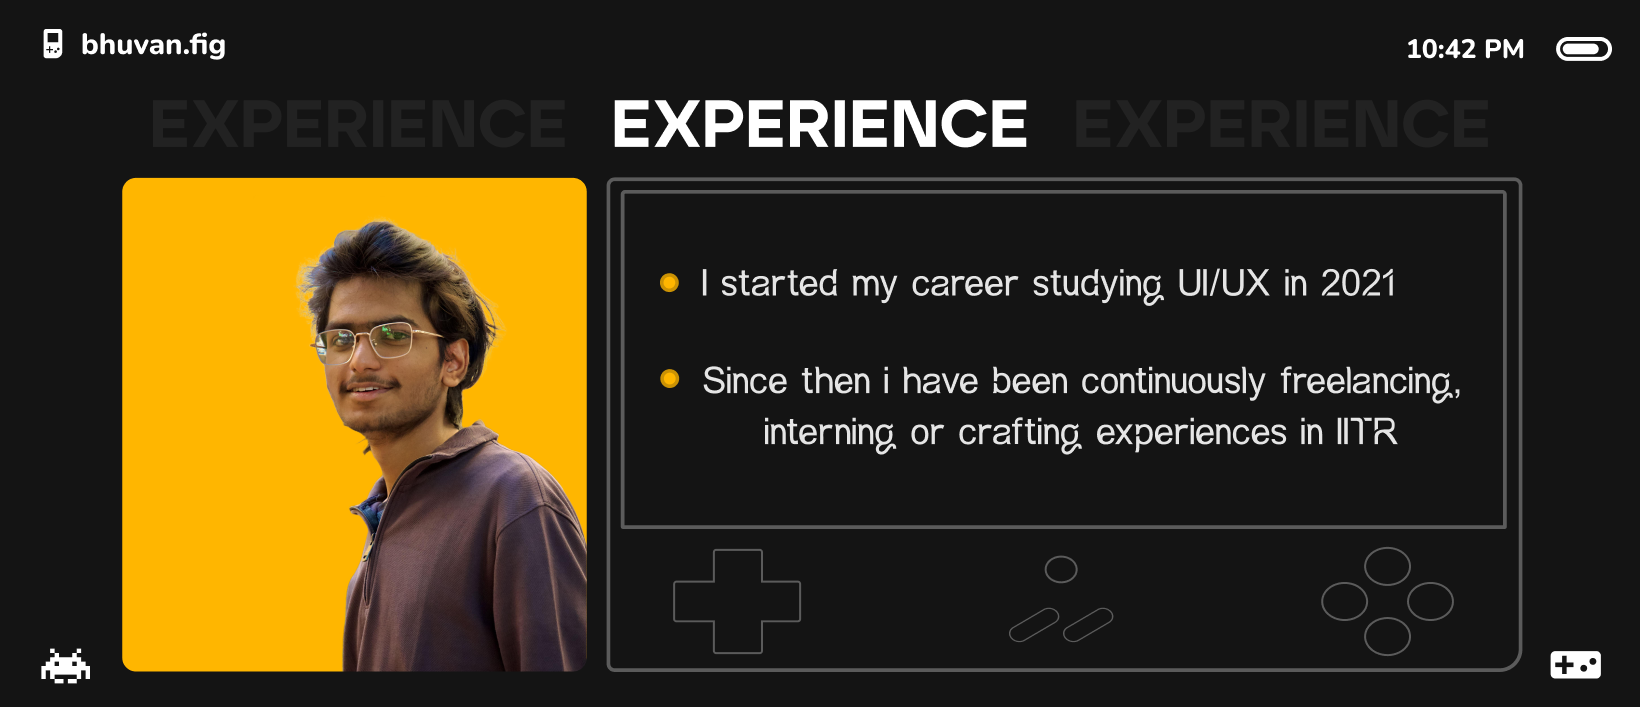 bhuvan.fig
10:42 PM
EXPERIENCE EXPERIENCE EXPERIENCE
I started my career studying UI/UX in 2021
Since then i have been continuously freelancing,
interning or crafting experiences in IITR